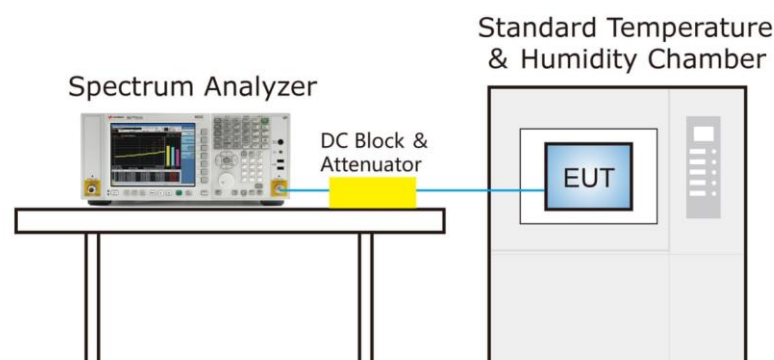 Standard Temperature
& Humidity Chamber
Spectrum Analyzer
DC Block &
Attenuator
EUT